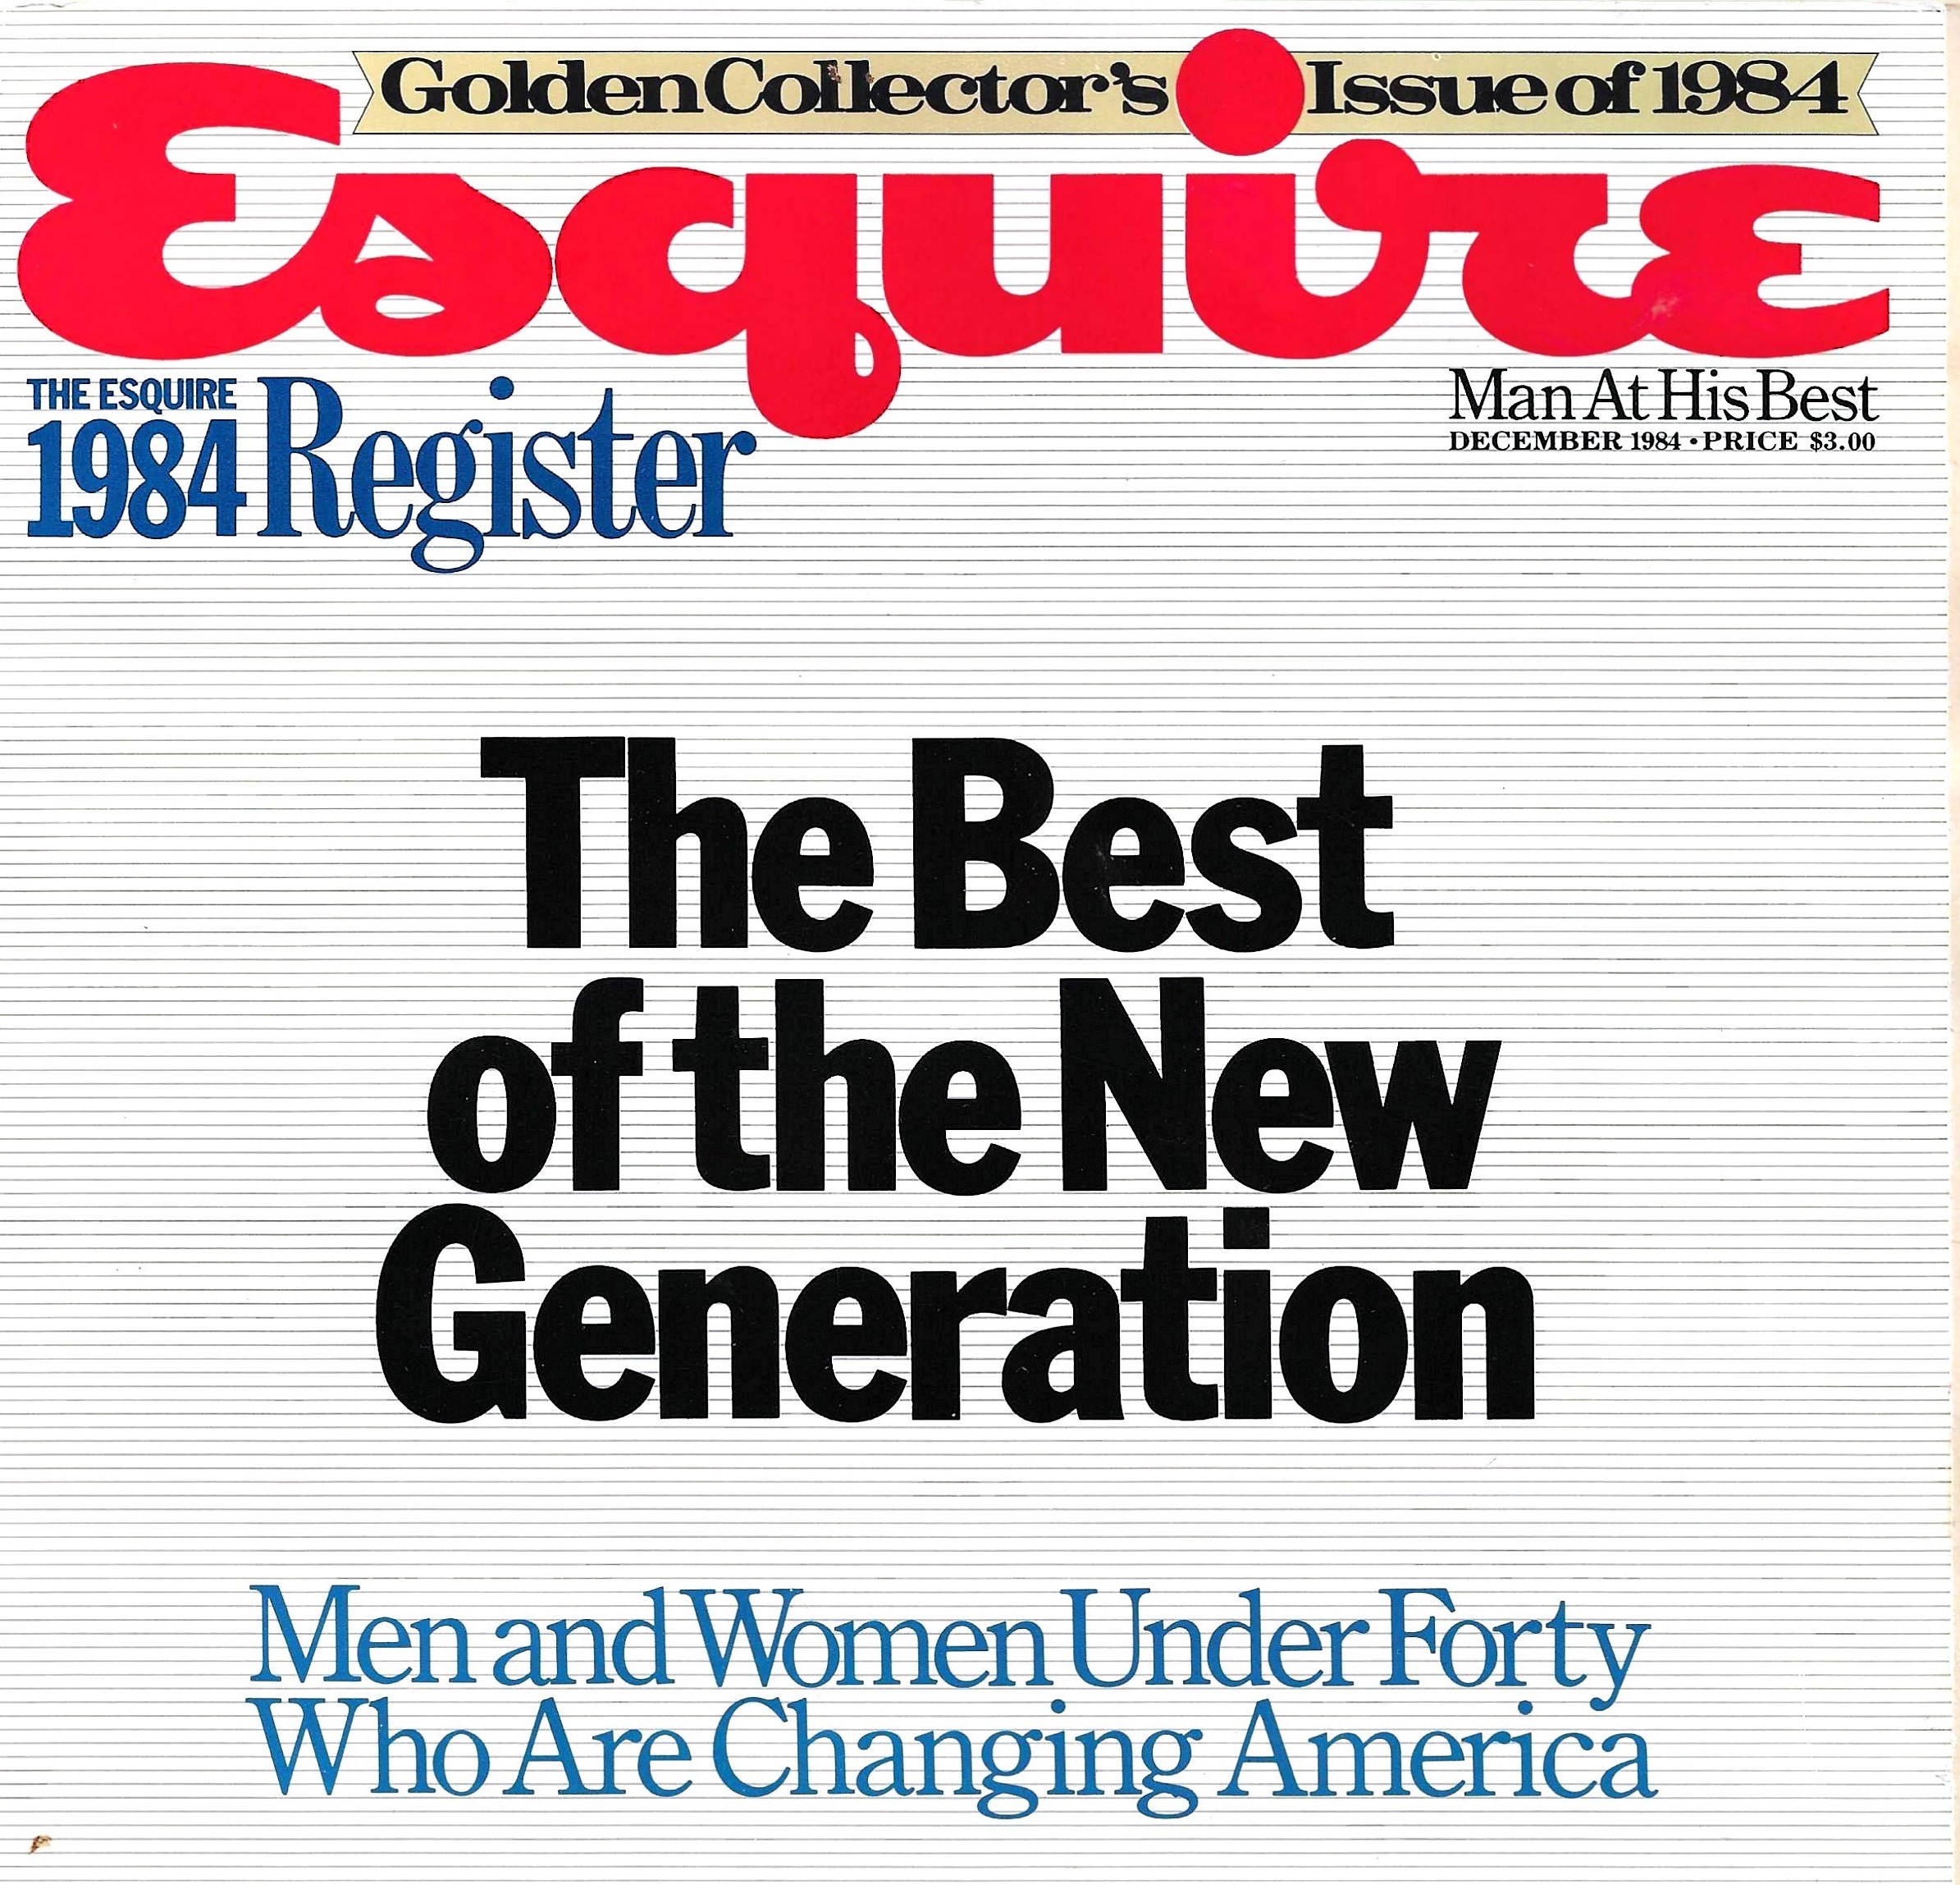 Golden Collector's Issue of 1984
Esquire
THE ESQUIRE
1984 Register
Man At His Best
DECEMBER 1984 • PRICE $3.00
The Best
of the New
Generation
Men and Women Under Forty
Who Are Changing America